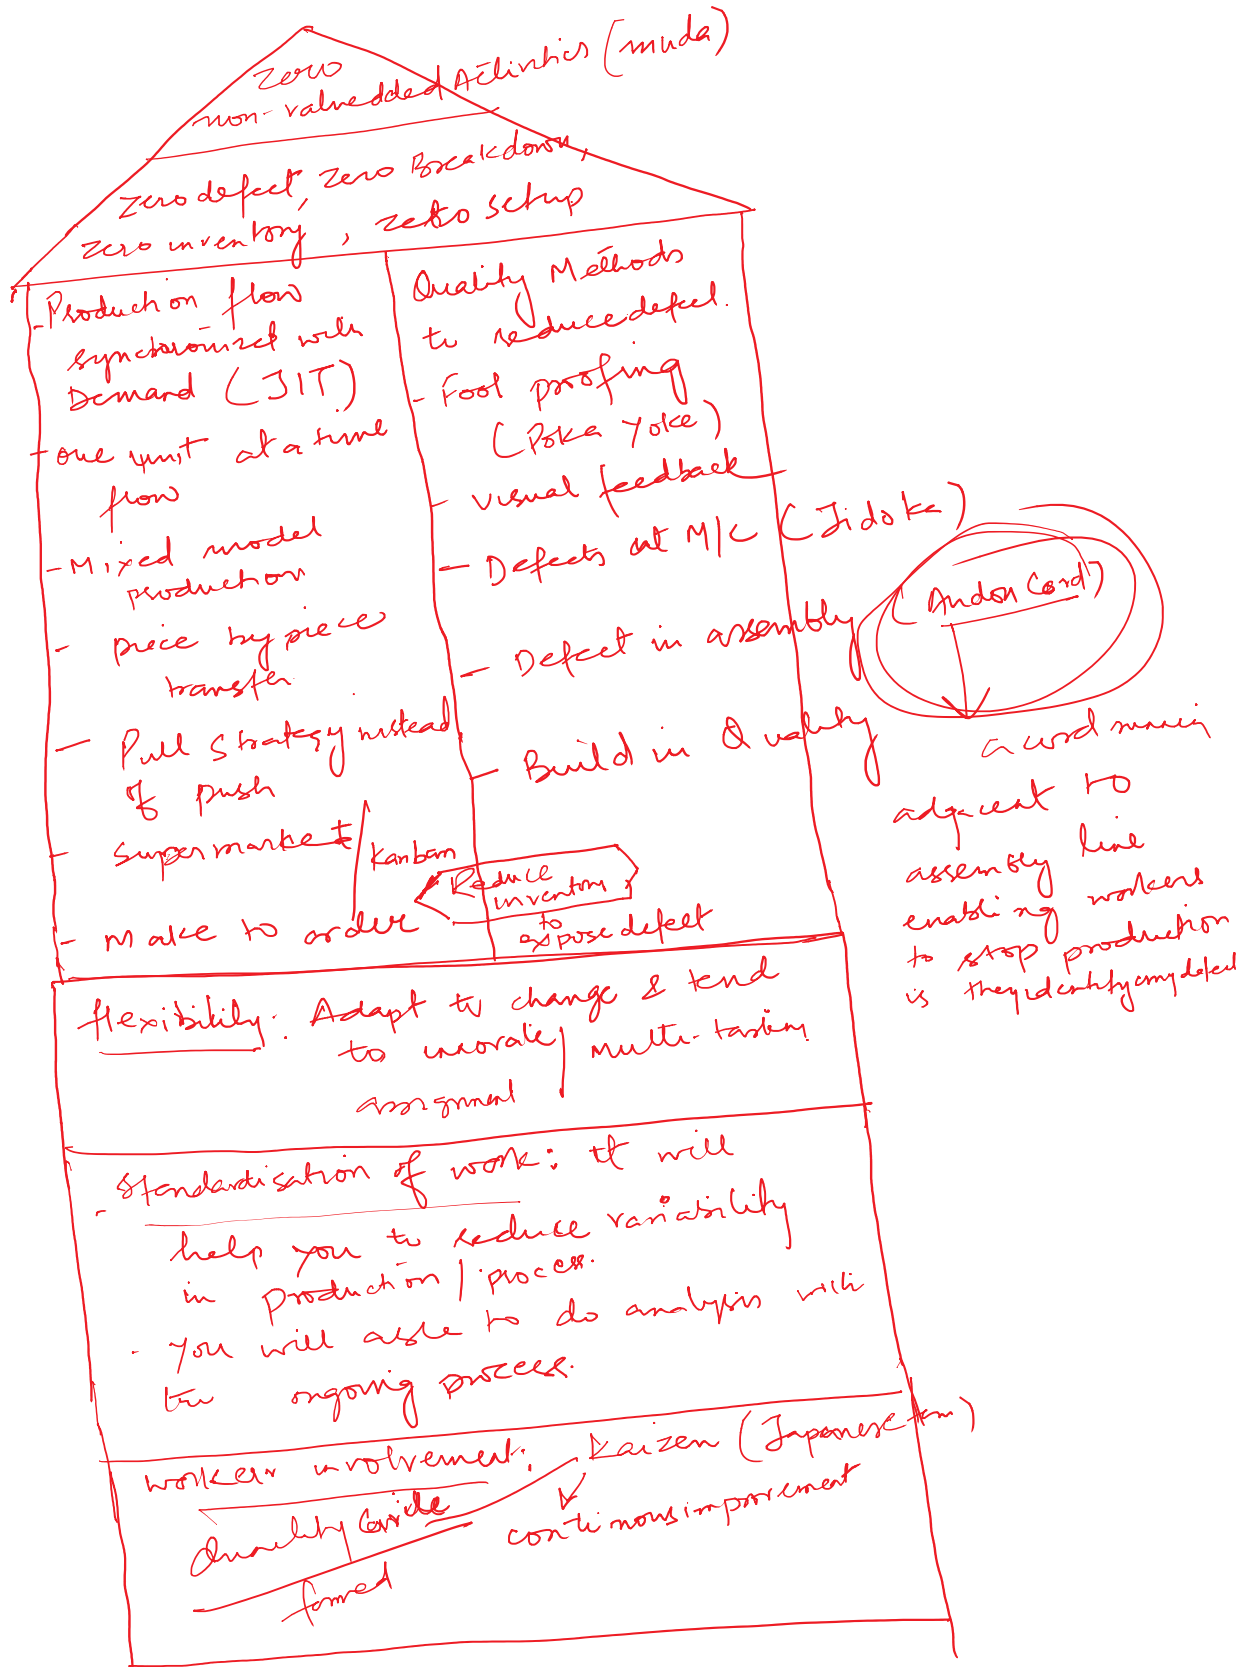 zero
non-valuedded Activities (muda)
zero defect, zero Breakdown,
zero inventory, zero setup
- Production flow
synchronized with
Demand (JIT)
- one unit at a time
flow
- Mixed model
production
- piece by piece
transfer
- Pull strategy instead
of push
- supermarket
Kanban
- make to order
Quality Methods
to reduce defect.
- Fool proofing
(Poka Yoke)
- visual feedback
- Defects at M/C (Jidoka)
- Defect in assembly
- Build in Quality
Reduce
inventory
to
expose defect
(Andon Cord)
a cord running
adjacent to
assembly line
enabling workers
to stop production
is they identify any defect
flexibility: Adapt to change & tend
to innovate / multi-tasking
assignment
- Standardisation of work: It will
help you to reduce variability
in production / process.
- You will able to do analysis with
the ongoing process.
worker involvement: Kaizen (Japanese term)
Quality Circle
formed
continous improvement